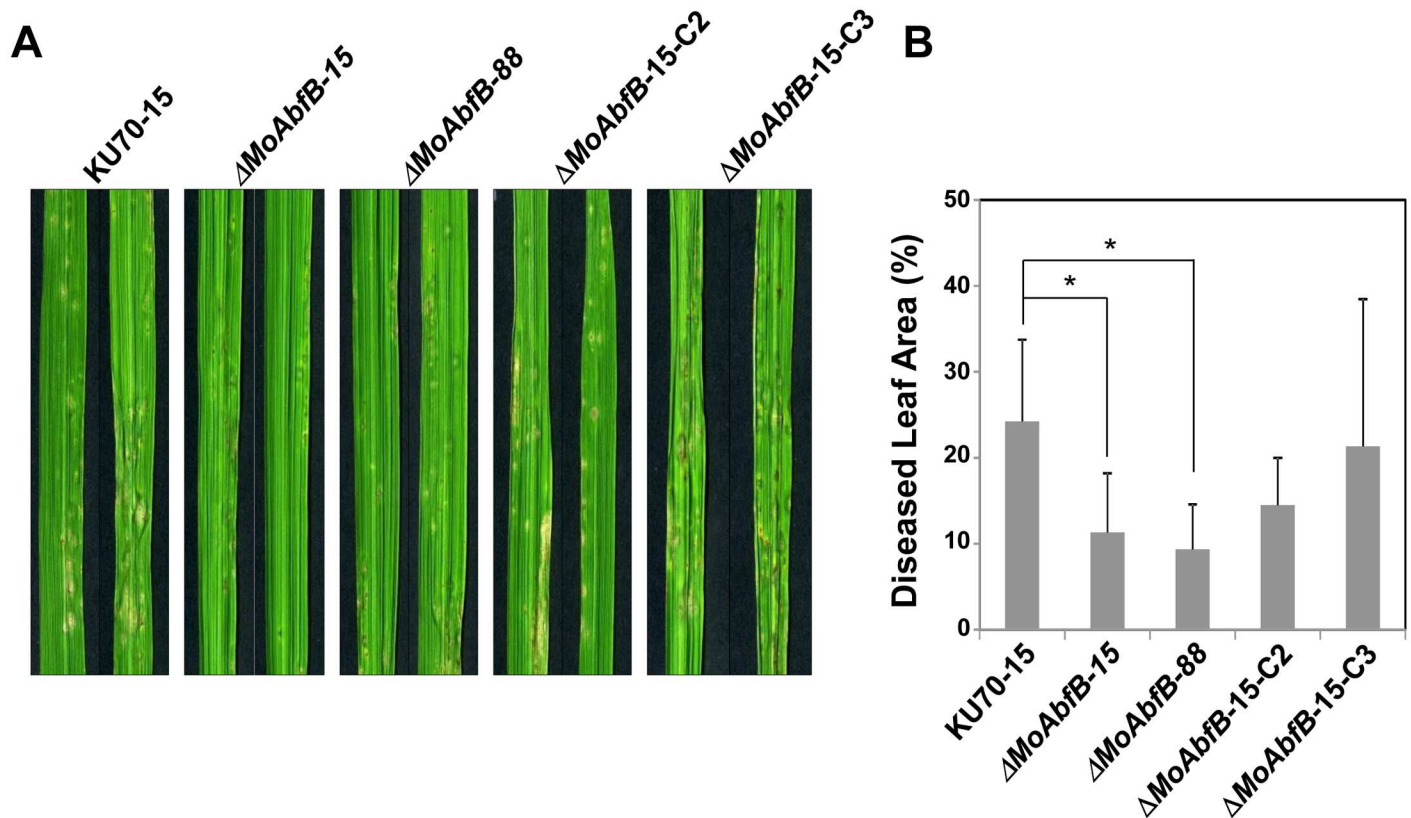 A
KU70-15
ΔMoAbfB-15
ΔMoAbfB-88
ΔMoAbfB-15-C2
ΔMoAbfB-15-C3
B
Diseased Leaf Area (%)
50
40
30
20
10
0
*
*
KU70-15
ΔMoAbfB-15
ΔMoAbfB-88
ΔMoAbfB-15-C2
ΔMoAbfB-15-C3